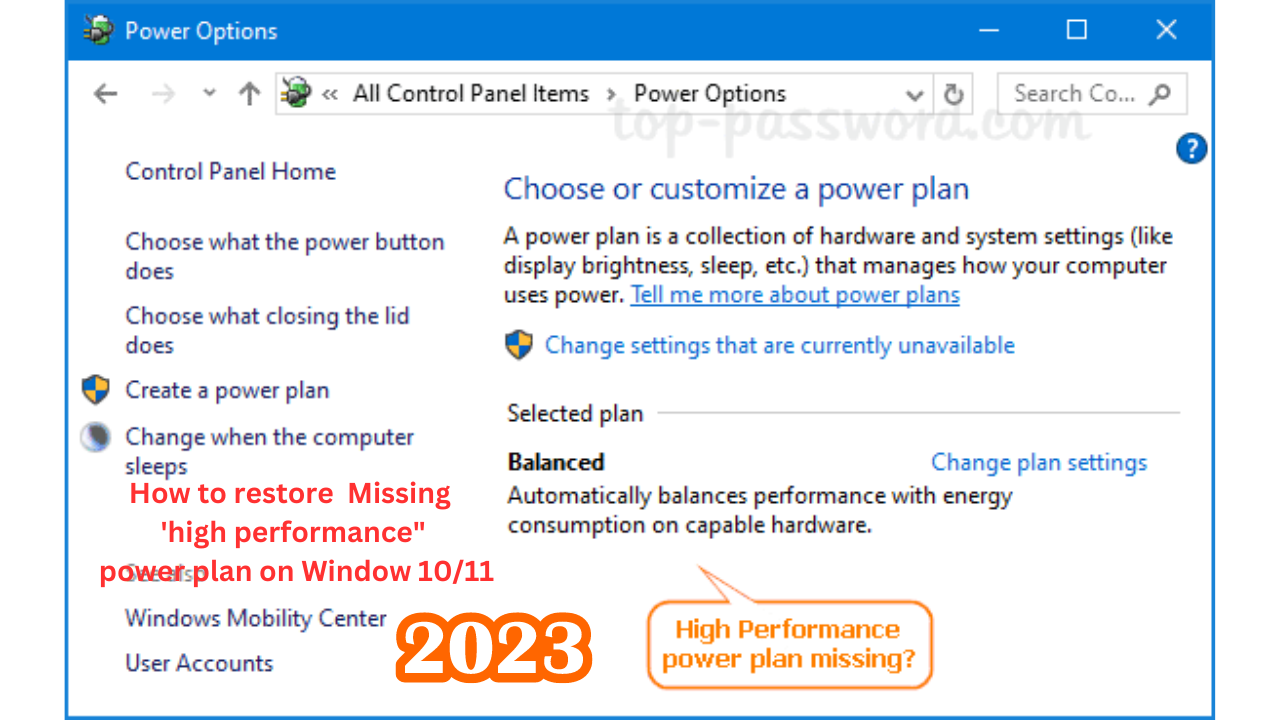 Power Options
« All Control Panel Items > Power Options
Search Co...
top-password.com
?
Control Panel Home
Choose what the power button
does
Choose what closing the lid
does
Create a power plan
Change when the computer
sleeps
How to restore Missing
'high performance"
power plan on Window 10/11
See also
Windows Mobility Center
User Accounts
2023
Choose or customize a power plan
A power plan is a collection of hardware and system settings (like
display brightness, sleep, etc.) that manages how your computer
uses power. Tell me more about power plans
Change settings that are currently unavailable
Selected plan
Balanced
Change plan settings
Automatically balances performance with energy
consumption on capable hardware.
High Performance
power plan missing?